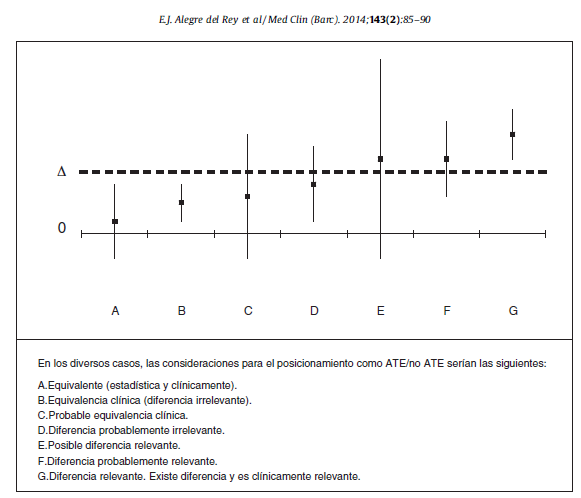 E.J. Alegre del Rey et al / Med Clin (Barc). 2014;143(2):85–90
Δ
0
A B C D E F G
En los diversos casos, las consideraciones para el posicionamiento como ATE/no ATE serían las siguientes:
A.Equivalente (estadística y clínicamente).
B.Equivalencia clínica (diferencia irrelevante).
C.Probable equivalencia clínica.
D.Diferencia probablemente irrelevante.
E.Posible diferencia relevante.
F.Diferencia probablemente relevante.
G.Diferencia relevante. Existe diferencia y es clínicamente relevante.